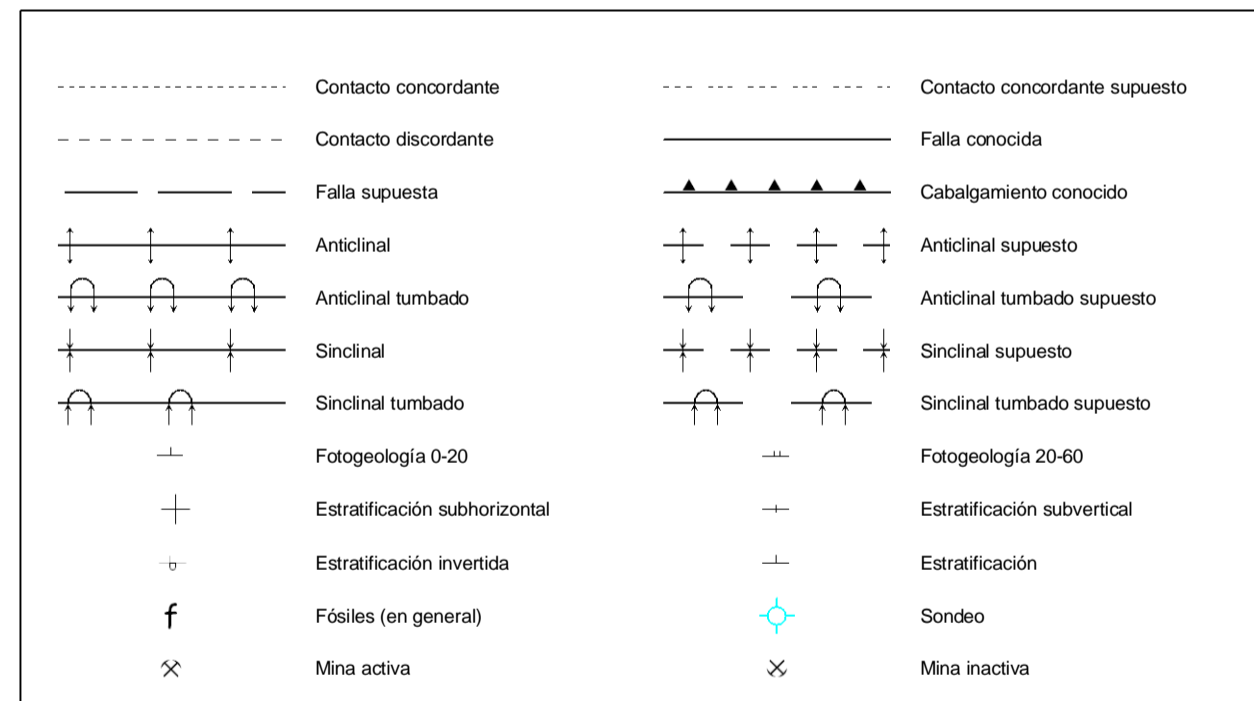 Contacto concordante
Contacto concordante supuesto
Contacto discordante
Falla conocida
Falla supuesta
Cabalgamiento conocido
Anticlinal
Anticlinal supuesto
Anticlinal tumbado
Anticlinal tumbado supuesto
Sinclinal
Sinclinal supuesto
Sinclinal tumbado
Sinclinal tumbado supuesto
Fotogeología 0-20
Fotogeología 20-60
Estratificación subhorizontal
Estratificación subvertical
Estratificación invertida
Estratificación
f
Fósiles (en general)
Sondeo
Mina activa
Mina inactiva